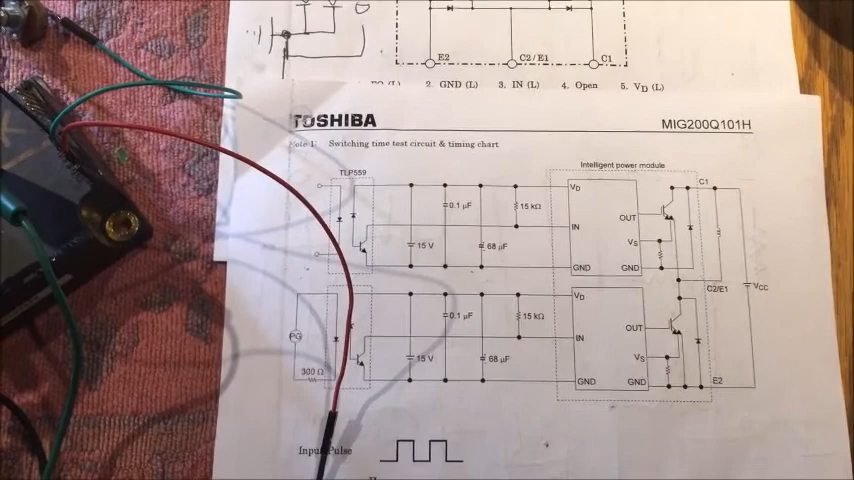 E2 C2/E1 C1
2. GND (L) 3. IN (L) 4. Open 5. VD (L)
TOSHIBA MIG200Q101H
Note 1: Switching time test circuit & timing chart
Intelligent power module
TLP559 C1
VD
0.1 μF 15 kΩ OUT
IN
15 V 68 μF VS
GND GND
C2/E1 VCC
VD
0.1 μF 15 kΩ OUT
PG IN
15 V 68 μF VS
300 Ω
GND GND E2
Input Pulse